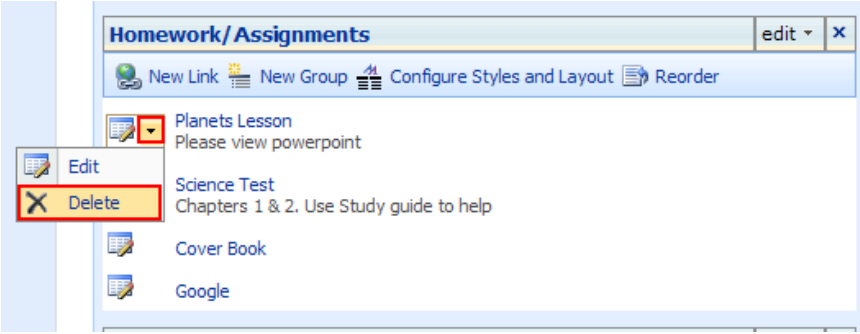 Homework/Assignments edit ×
New Link New Group Configure Styles and Layout Reorder
Planets Lesson
Please view powerpoint
Edit
Science Test
Delete
Chapters 1 & 2. Use Study guide to help
Cover Book
Google